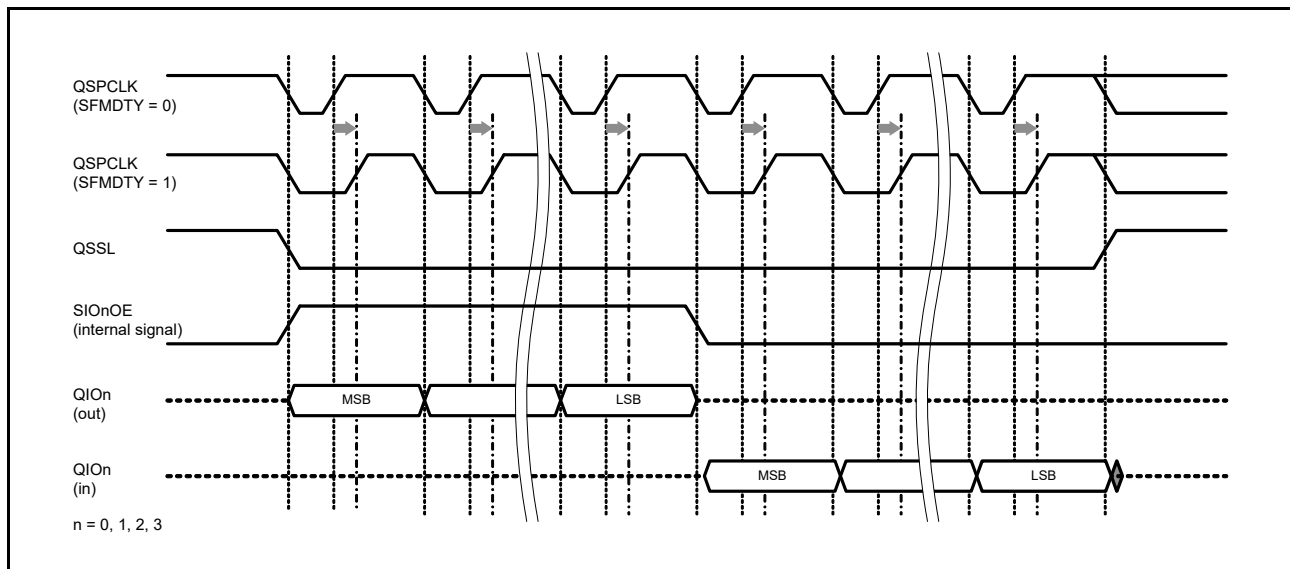 QSPCLK
(SFMDTY = 0)
QSPCLK
(SFMDTY = 1)
QSSL
SIOnOE
(internal signal)
QIOn
(out)
MSB
LSB
QIOn
(in)
MSB
LSB
n = 0, 1, 2, 3